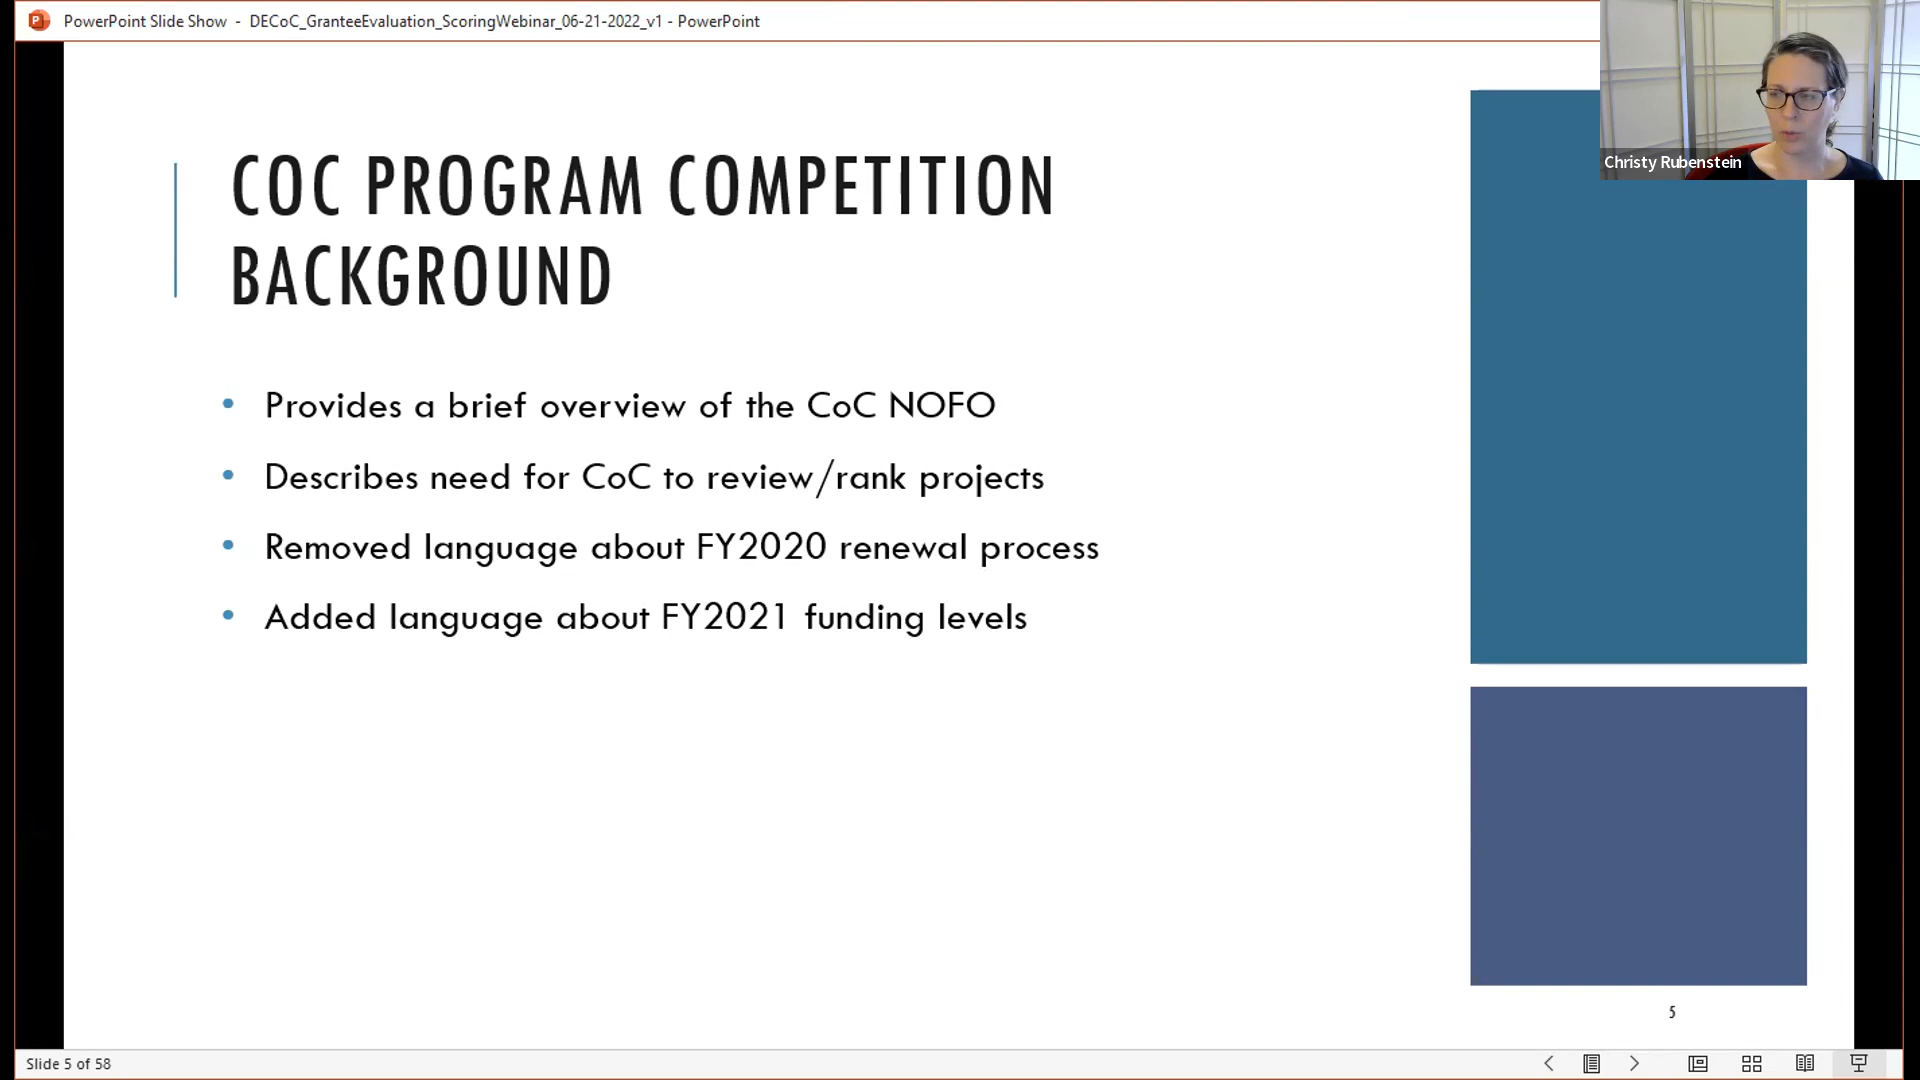 PowerPoint Slide Show - DECoC_GranteeEvaluation_ScoringWebinar_06-21-2022_v1 - PowerPoint
Christy Rubenstein
COC PROGRAM COMPETITION
BACKGROUND
• Provides a brief overview of the CoC NOFO
• Describes need for CoC to review/rank projects
• Removed language about FY2020 renewal process
• Added language about FY2021 funding levels
5
Slide 5 of 58